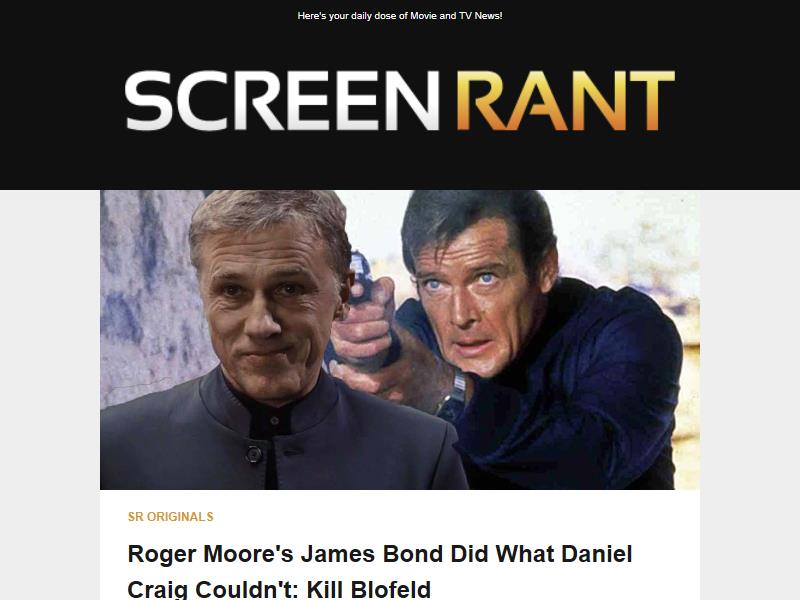 Here's your daily dose of Movie and TV News!
SCREEN RANT
SR ORIGINALS
Roger Moore's James Bond Did What Daniel
Craig Couldn't: Kill Blofeld